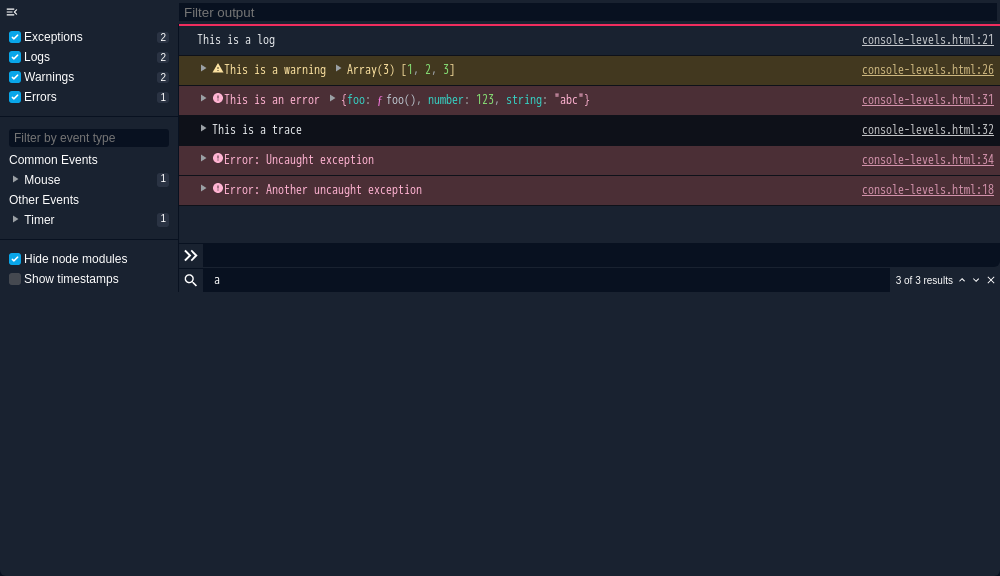 Filter output
Exceptions 2
Logs 2
Warnings 2
Errors 1
Filter by event type
Common Events
Mouse 1
Other Events
Timer 1
Hide node modules
Show timestamps
This is a log console-levels.html:21
This is a warning Array(3) [1, 2, 3] console-levels.html:26
This is an error {foo: ƒ foo(), number: 123, string: "abc"} console-levels.html:31
This is a trace console-levels.html:32
Error: Uncaught exception console-levels.html:34
Error: Another uncaught exception console-levels.html:18
a 3 of 3 results